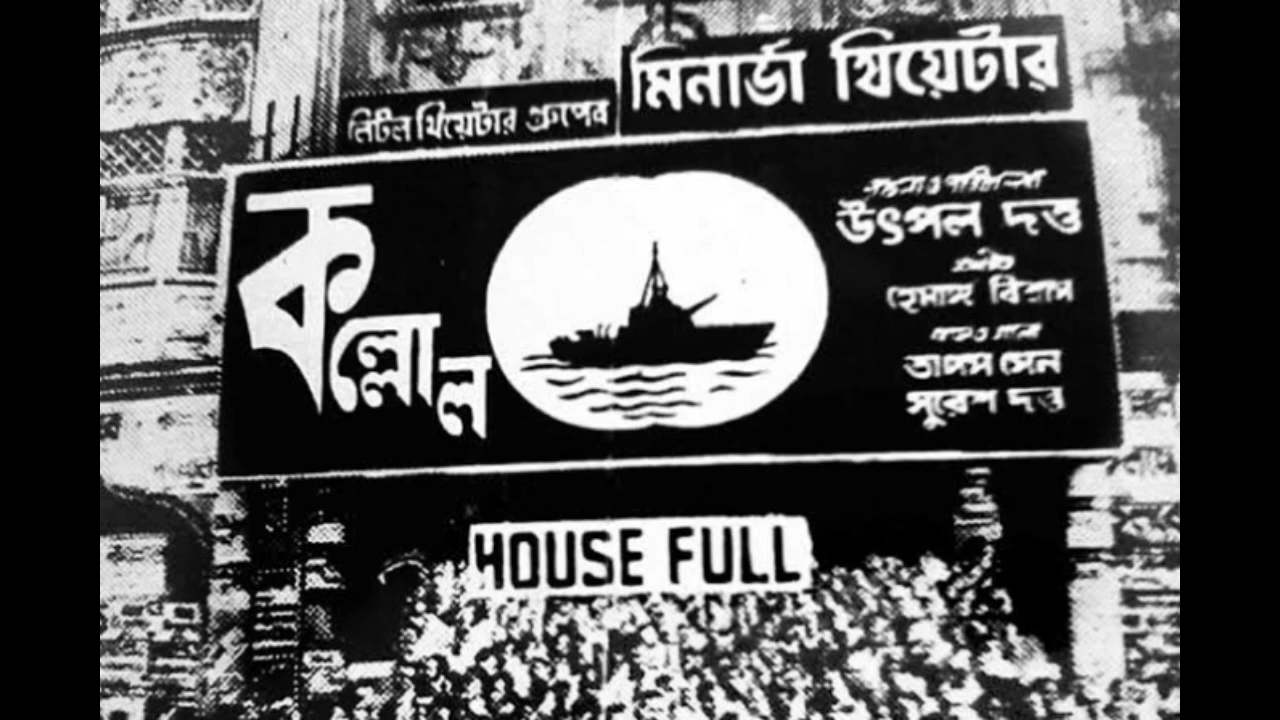 মিনার্ভা থিয়েটার
লিটল থিয়েটার গ্রুপের
কল্লোল
উৎপল দত্ত
হেমাঙ্গ বিশ্বাস
তাপস সেন
সুরেশ দত্ত
HOUSE FULL